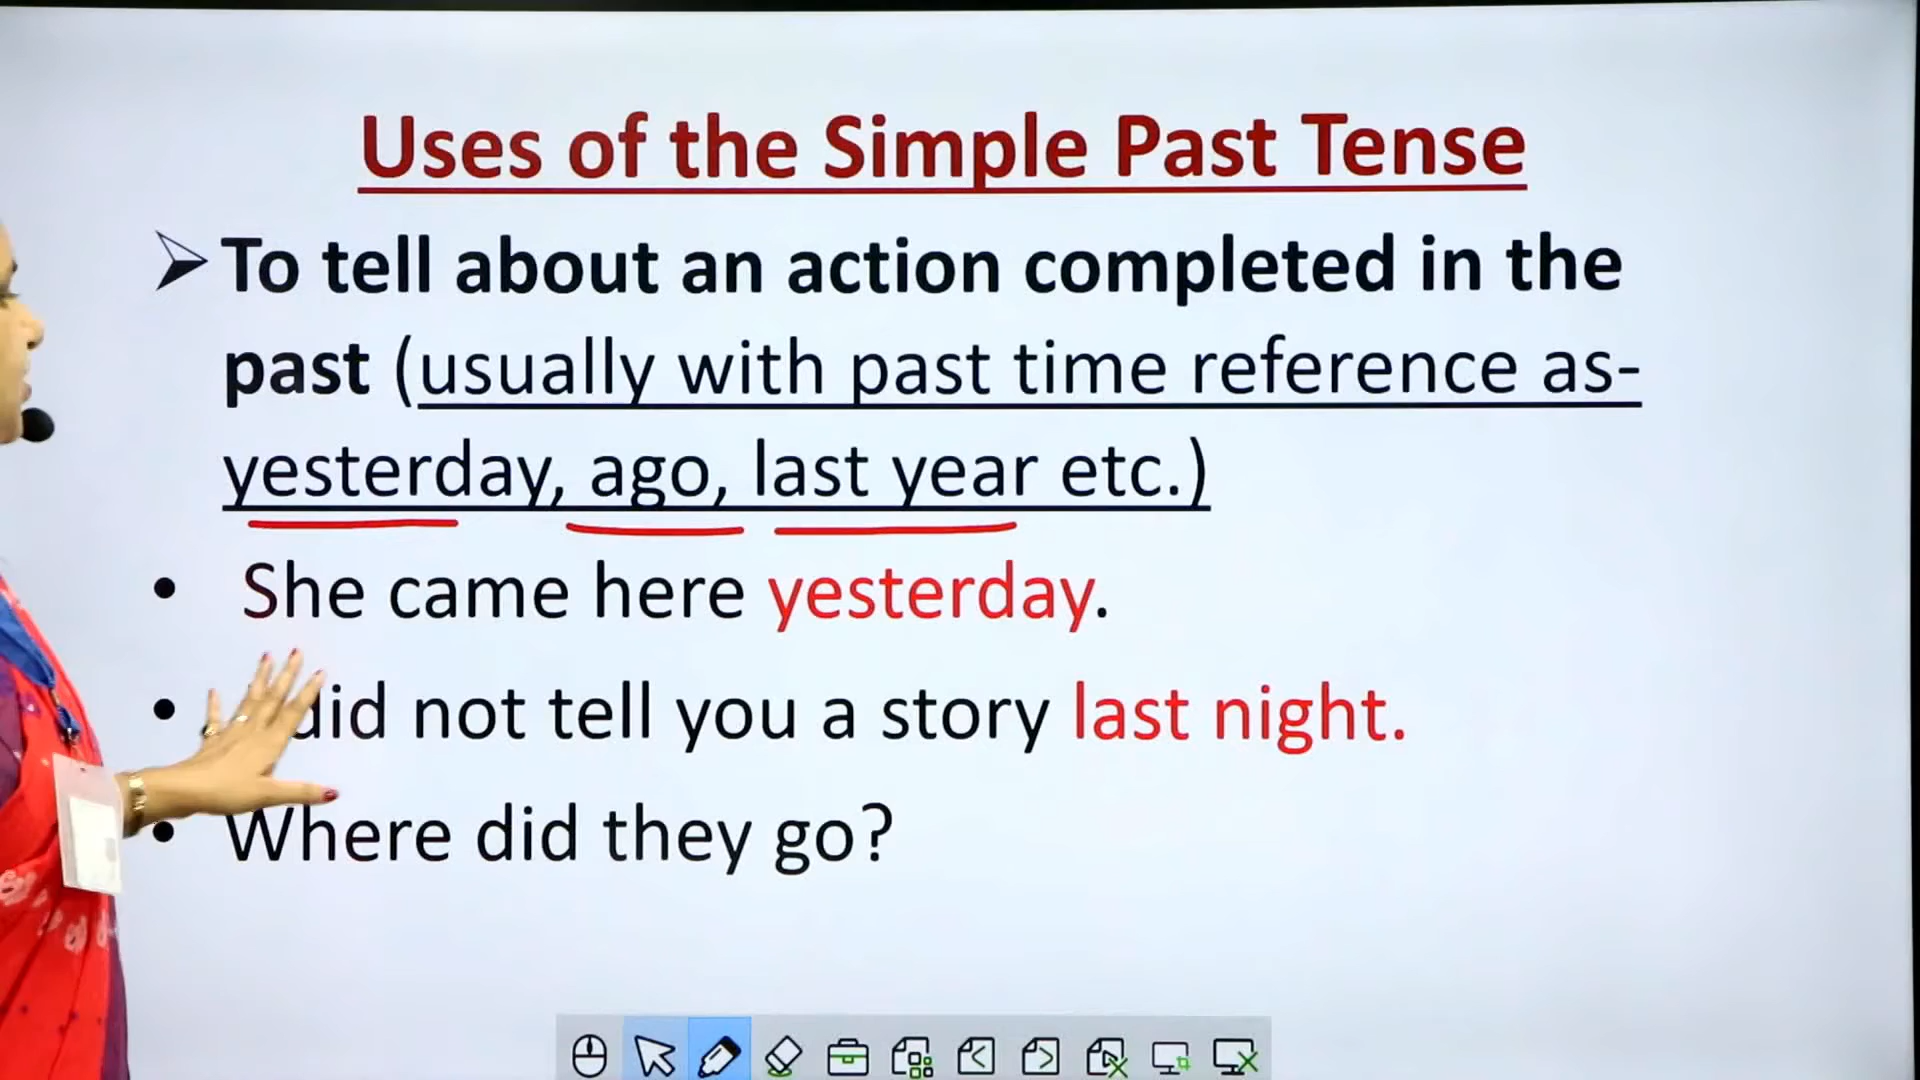 Uses of the Simple Past Tense
➢ To tell about an action completed in the
past (usually with past time reference as-
yesterday, ago, last year etc.)
• She came here yesterday.
• did not tell you a story last night.
• Where did they go?